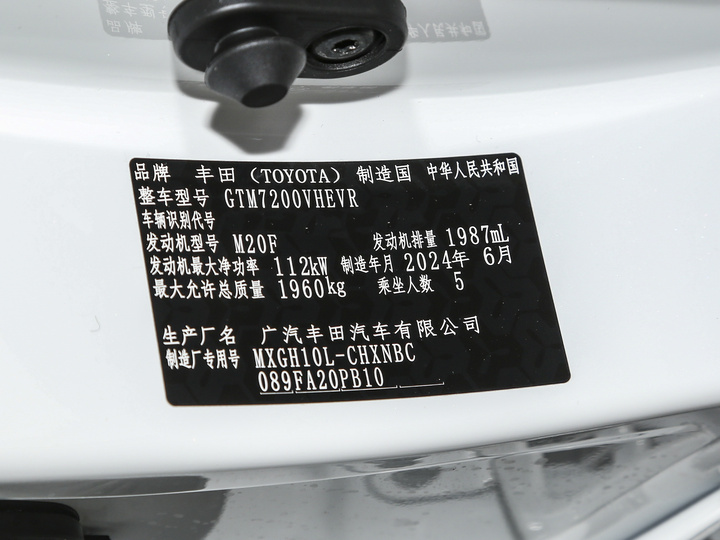 品牌 丰田（TOYOTA） 制造国 中华人民共和国
整车型号 GTM7200VHEVR
车辆识别代号
发动机型号 M20F 发动机排量 1987mL
发动机最大净功率 112kW 制造年月 2024年 6月
最大允许总质量 1960kg 乘坐人数 5
生产厂名 广汽丰田汽车有限公司
制造厂专用号 MXGH10L-CHXNBC
089FA20PB10